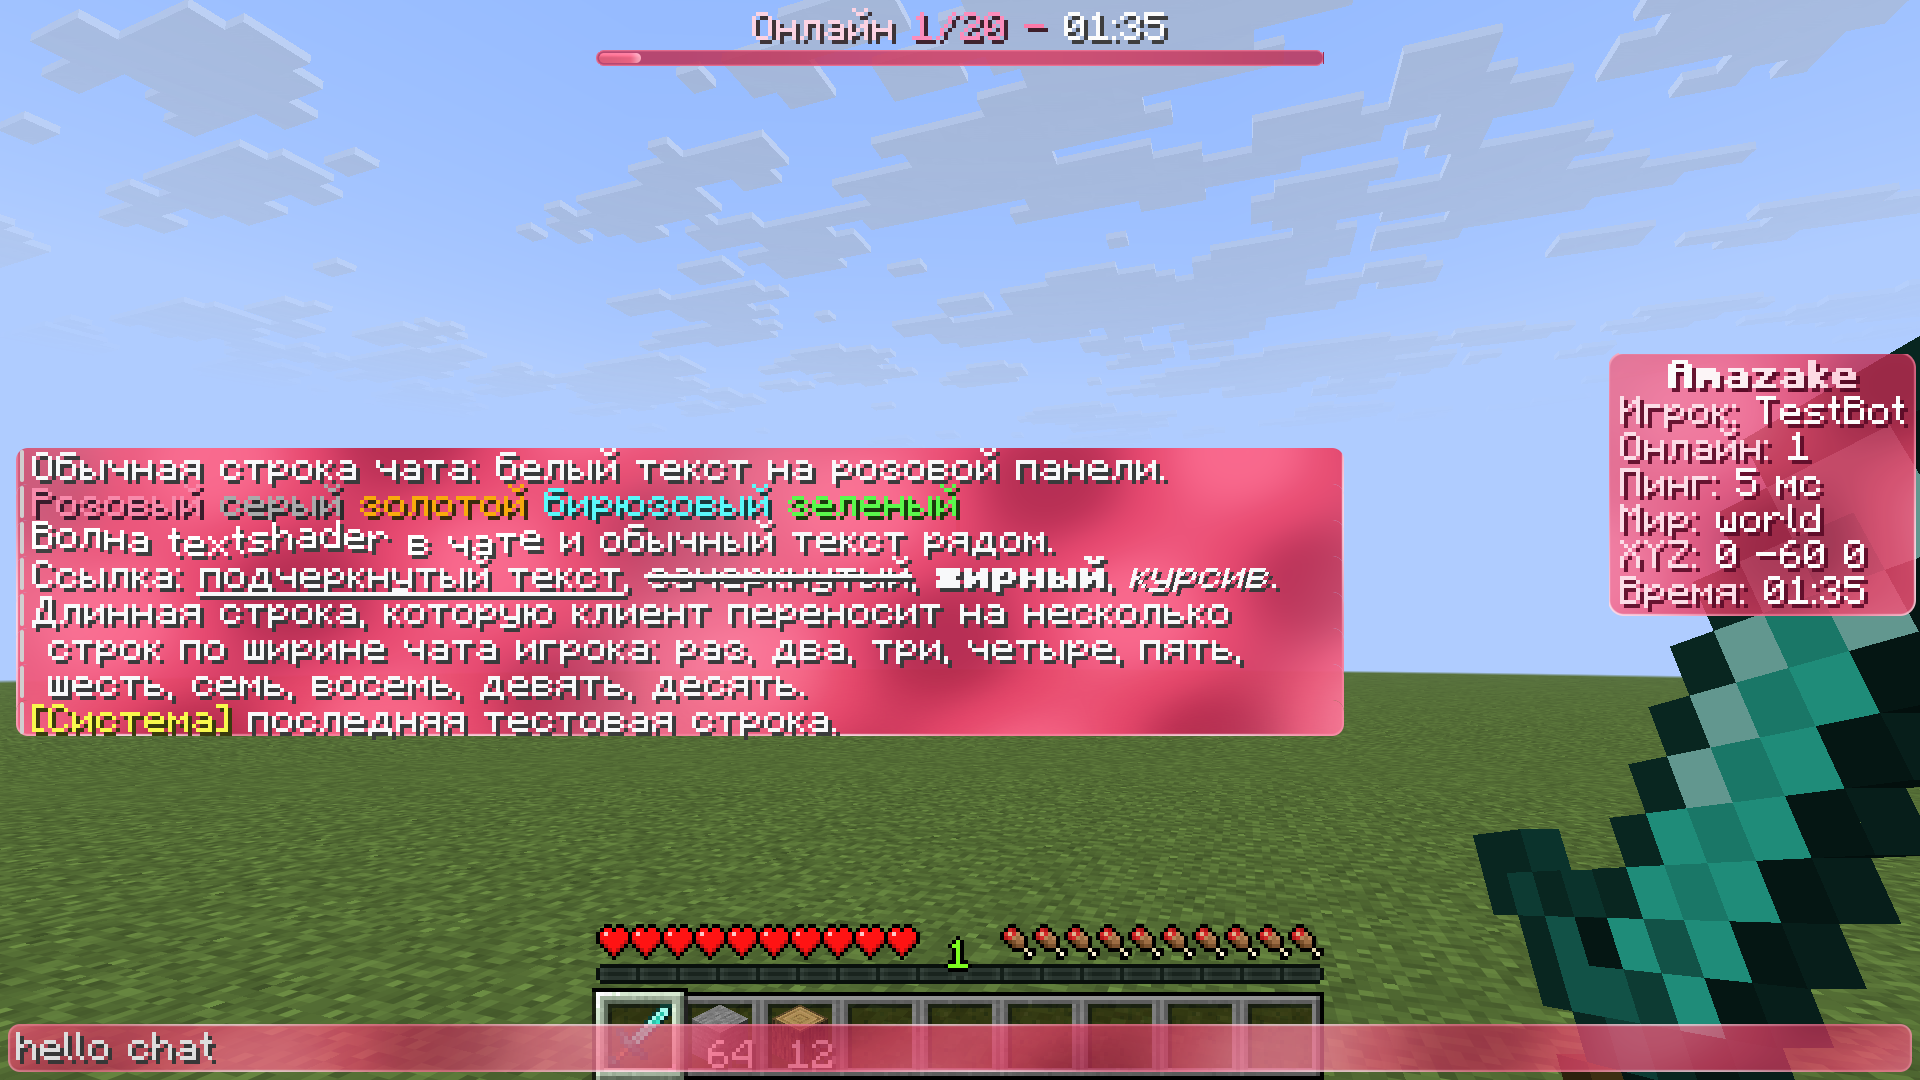 Онлайн 1/20 - 01:35
Amazake
Игрок: TestBot
Онлайн: 1
Пинг: 5 мс
Мир: world
XYZ: 0 -60 0
Время: 01:35
Обычная строка чата: белый текст на розовой панели.
Розовый серый золотой бирюзовый зеленый
Волна textshader в чате и обычный текст рядом.
Ссылка: подчеркнутый текст, зачеркнутый, жирный, курсив.
Длинная строка, которую клиент переносит на несколько
строк по ширине чата игрока: раз, два, три, четыре, пять,
шесть, семь, восемь, девять, десять.
[Система] последняя тестовая строка.
1
64 12
hello chat